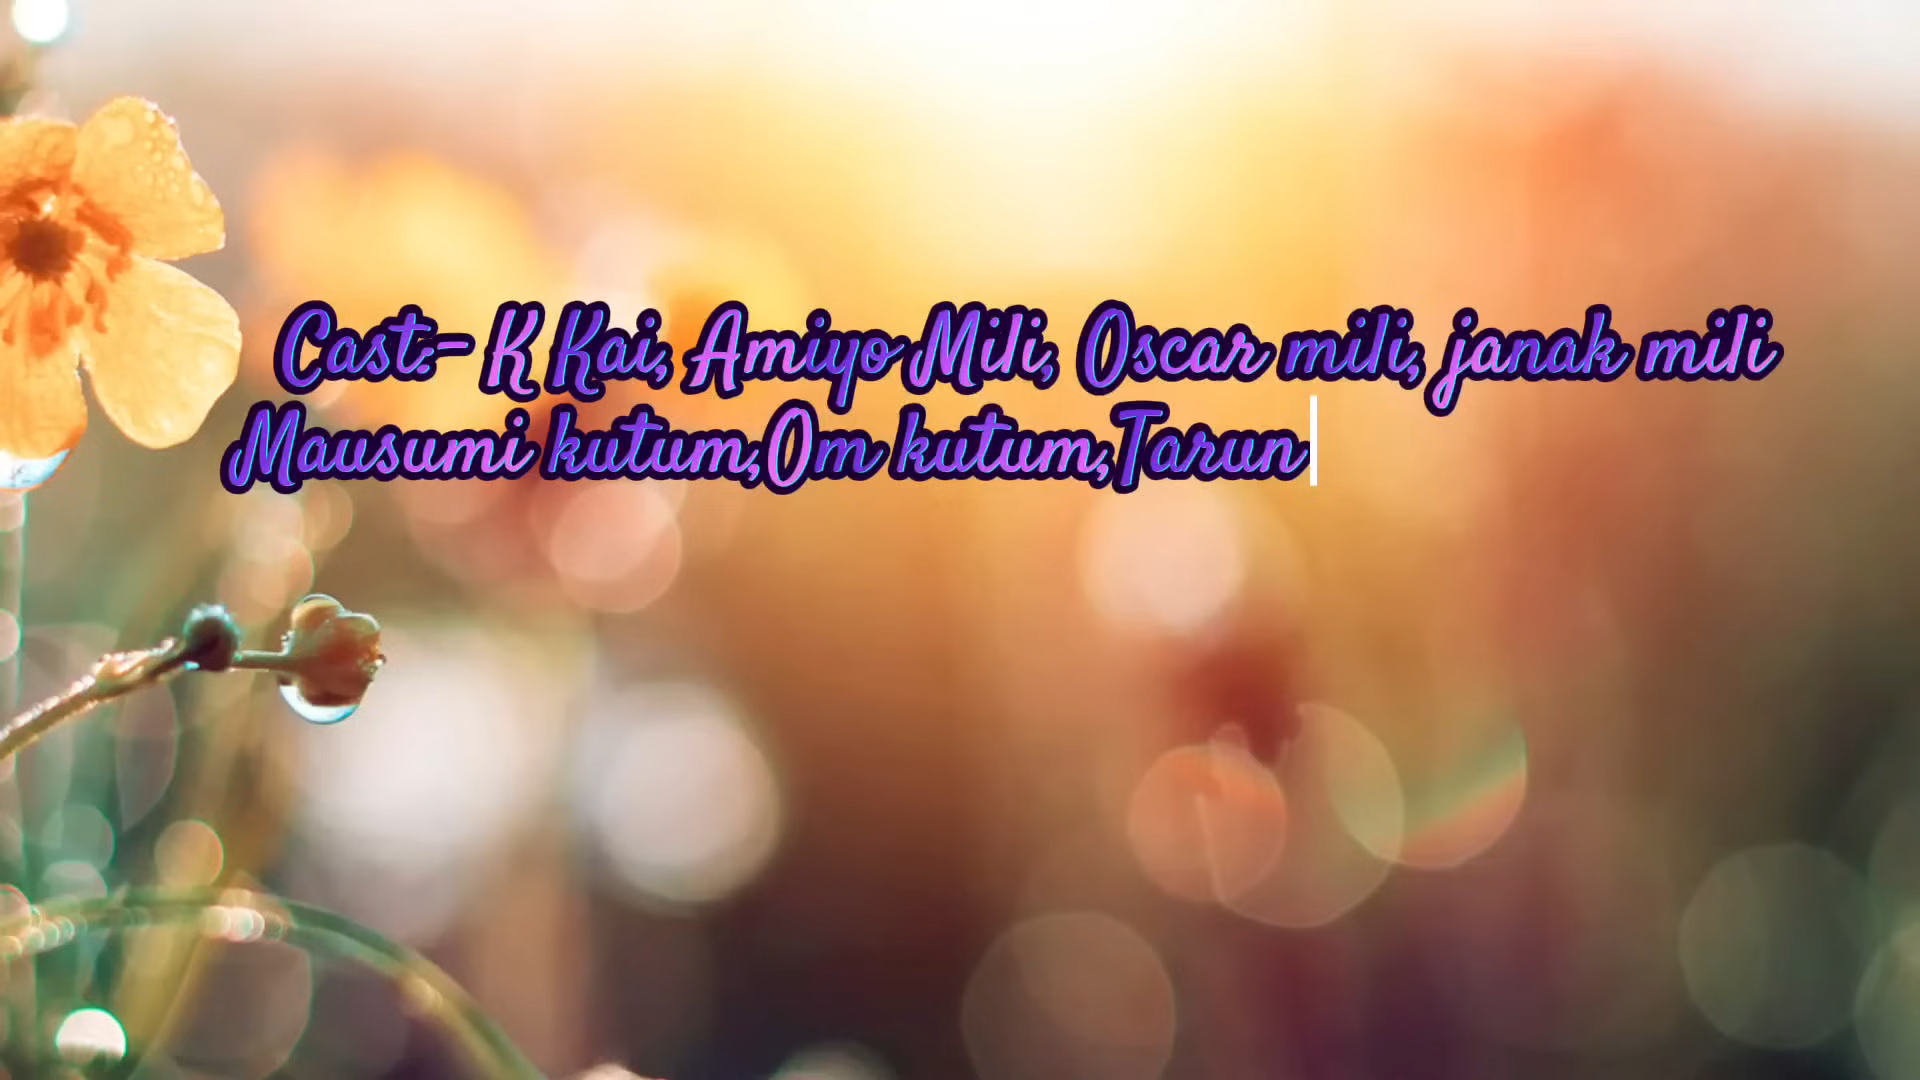 Cast:- K Kai, Amiyo Mili, Oscar mili, janak mili
Mausumi kutum,Om kutum,Tarun